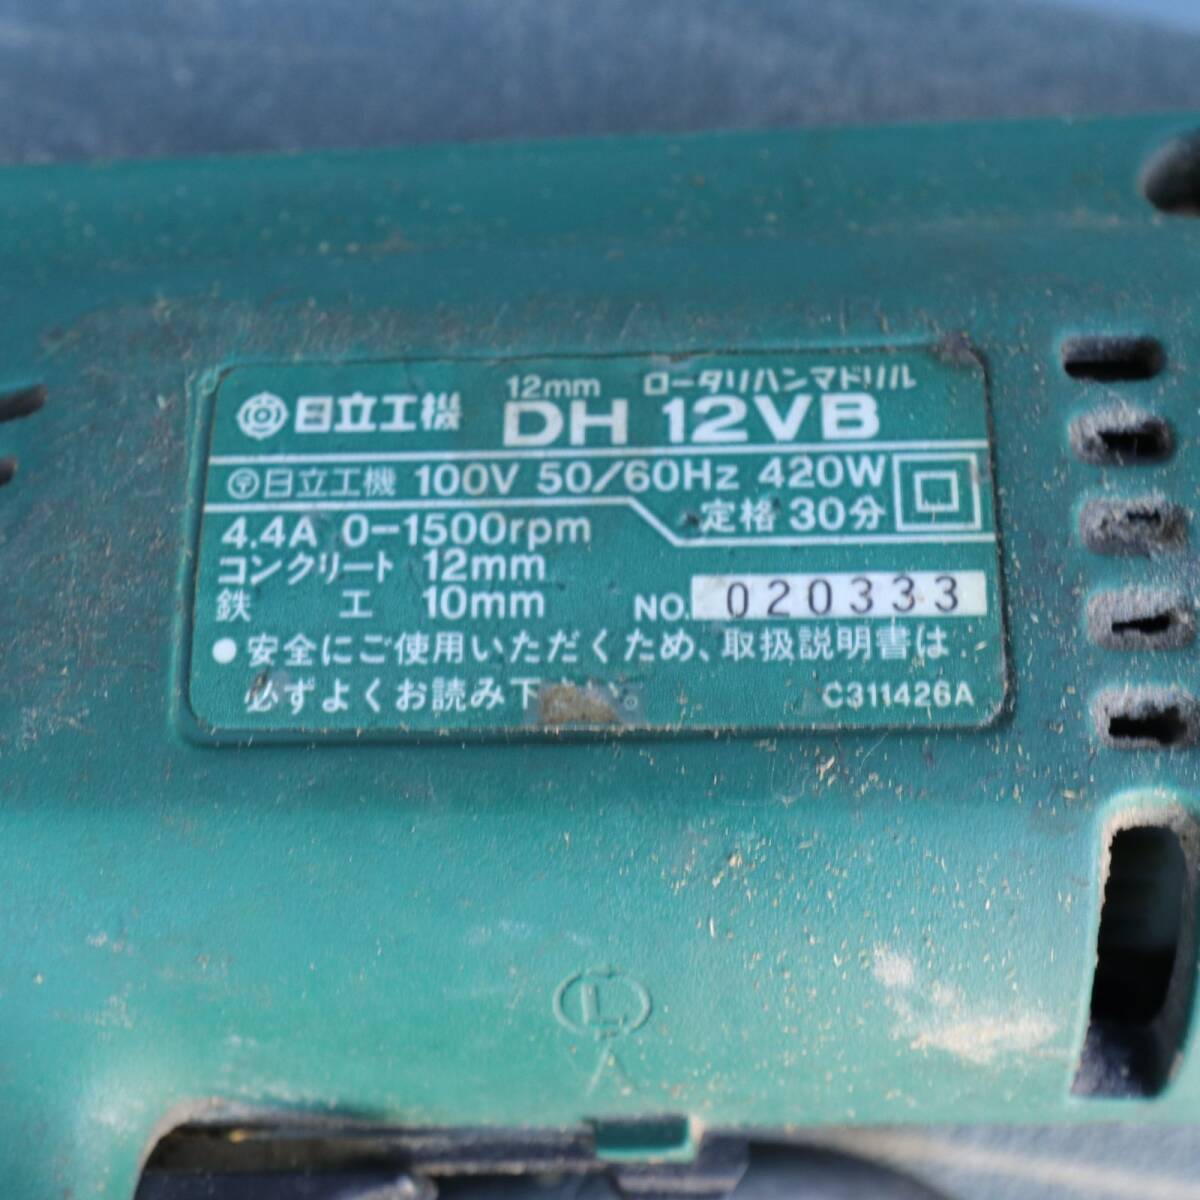 日立工機 12mm ロータリハンマドリル
DH 12VB
〒日立工機 100V 50/60Hz 420W
4.4A 0-1500rpm 定格 30分
コンクリート 12mm
鉄 工 10mm NO. 020333
●安全にご使用いただくため、取扱説明書は
必ずよくお読み下 。 C311426A
L